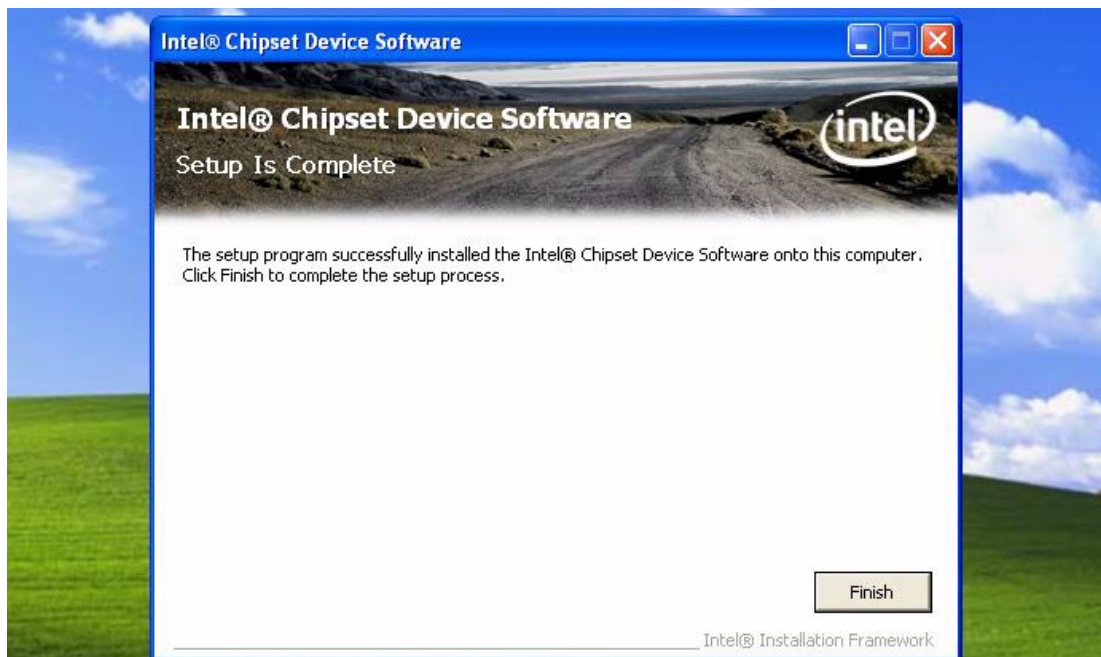 Intel® Chipset Device Software
Intel® Chipset Device Software
intel
Setup Is Complete
The setup program successfully installed the Intel® Chipset Device Software onto this computer.
Click Finish to complete the setup process.
Finish
Intel® Installation Framework